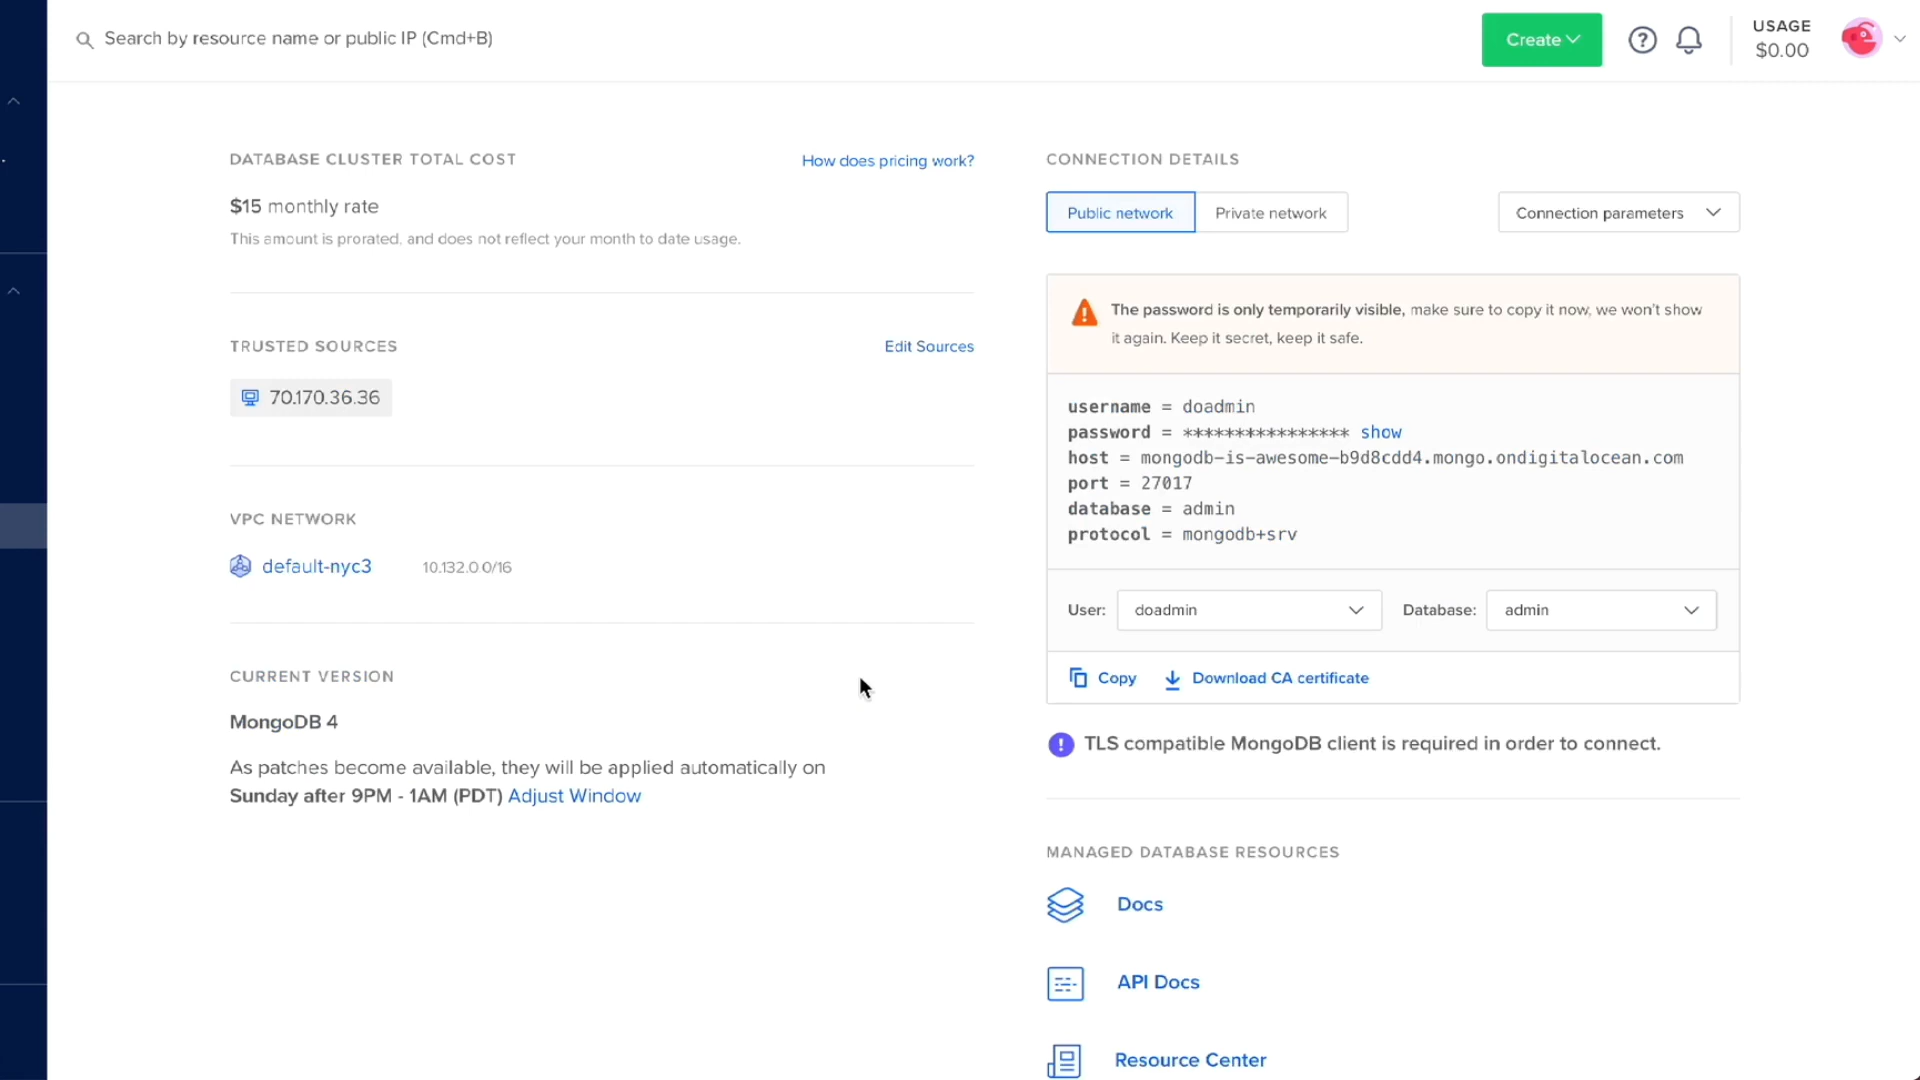 Search by resource name or public IP (Cmd+B)
Create
USAGE
$0.00
DATABASE CLUSTER TOTAL COST
How does pricing work?
$15 monthly rate
This amount is prorated, and does not reflect your month to date usage.
TRUSTED SOURCES
Edit Sources
70.170.36.36
VPC NETWORK
default-nyc3
10.132.0.0/16
CURRENT VERSION
MongoDB 4
As patches become available, they will be applied automatically on
Sunday after 9PM - 1AM (PDT) Adjust Window
CONNECTION DETAILS
Public network
Private network
Connection parameters
The password is only temporarily visible, make sure to copy it now, we won't show
it again. Keep it secret, keep it safe.
username = doadmin
password = **************** show
host = mongodb-is-awesome-b9d8cdd4.mongo.ondigitalocean.com
port = 27017
database = admin
protocol = mongodb+srv
User: doadmin
Database: admin
Copy
Download CA certificate
TLS compatible MongoDB client is required in order to connect.
MANAGED DATABASE RESOURCES
Docs
API Docs
Resource Center